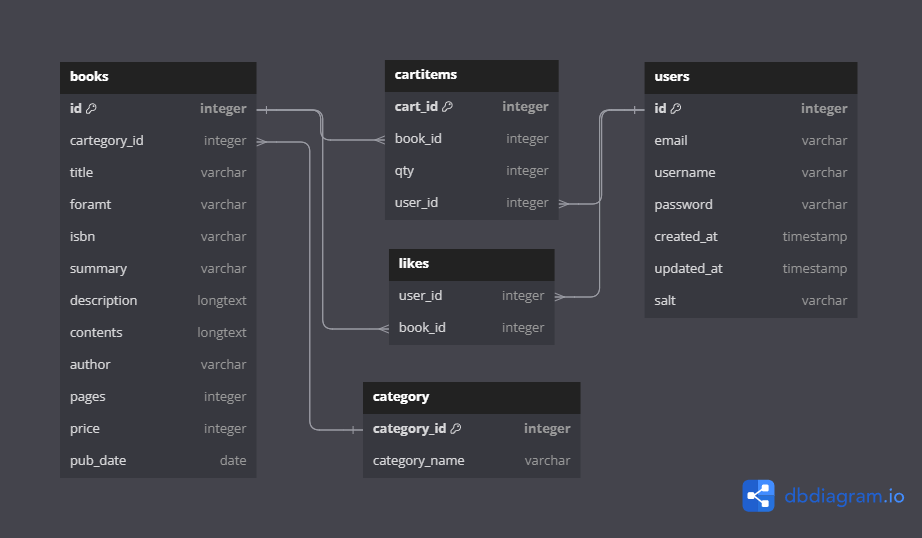 books
id integer
cartegory_id integer
title varchar
foramt varchar
isbn varchar
summary varchar
description longtext
contents longtext
author varchar
pages integer
price integer
pub_date date
cartitems
cart_id integer
book_id integer
qty integer
user_id integer
likes
user_id integer
book_id integer
category
category_id integer
category_name varchar
users
id integer
email varchar
username varchar
password varchar
created_at timestamp
updated_at timestamp
salt varchar
dbdiagram.io